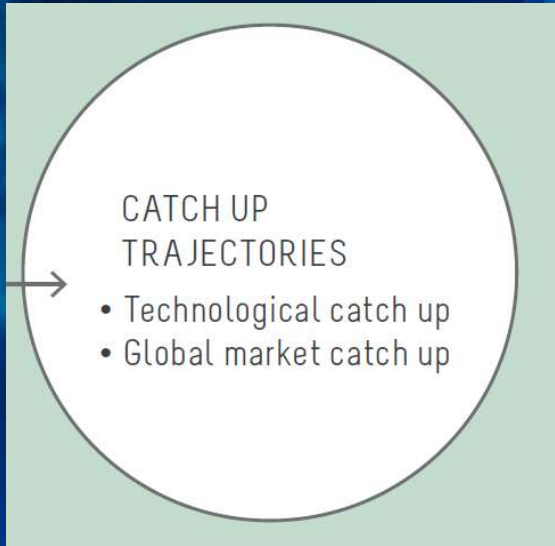 CATCH UP
TRAJECTORIES
• Technological catch up
• Global market catch up